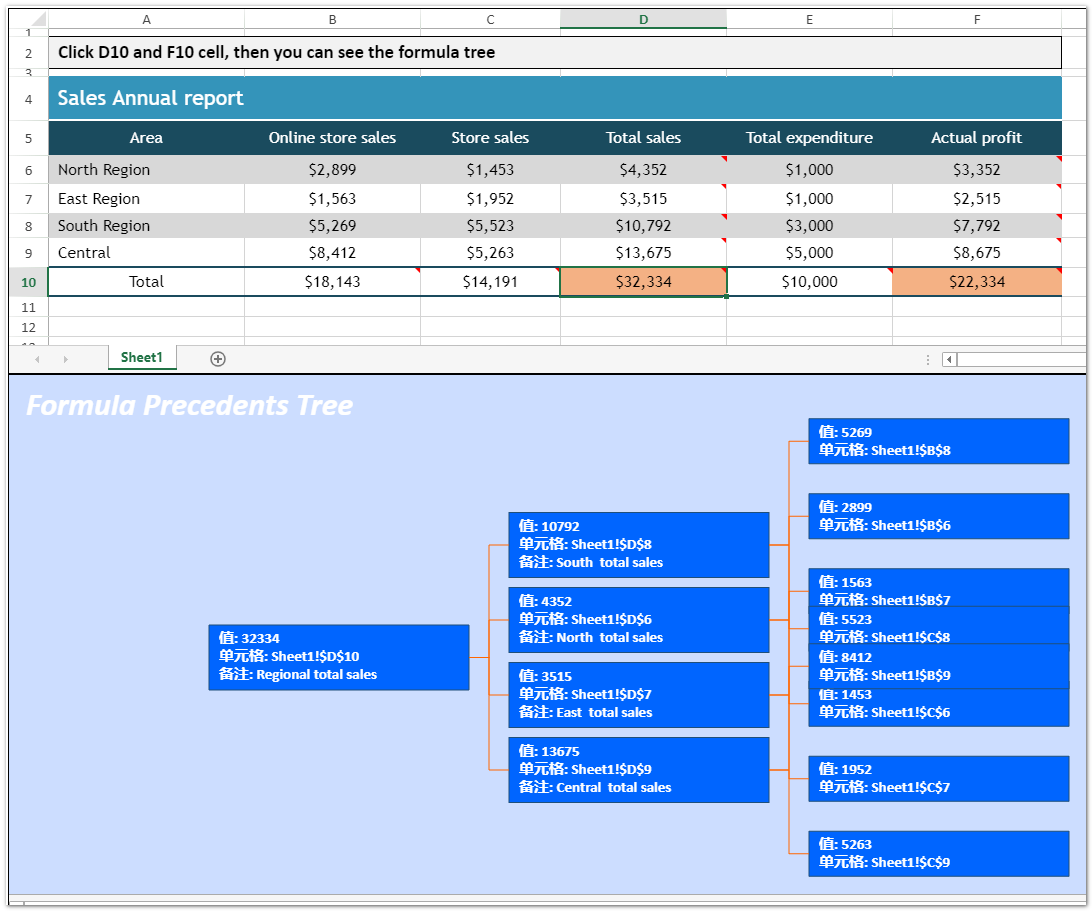 A B C D E F
1
2 Click D10 and F10 cell, then you can see the formula tree
3
4 Sales Annual report
5 Area Online store sales Store sales Total sales Total expenditure Actual profit
6 North Region $2,899 $1,453 $4,352 $1,000 $3,352
7 East Region $1,563 $1,952 $3,515 $1,000 $2,515
8 South Region $5,269 $5,523 $10,792 $3,000 $7,792
9 Central $8,412 $5,263 $13,675 $5,000 $8,675
10 Total $18,143 $14,191 $32,334 $10,000 $22,334
11
12
Sheet1
Formula Precedents Tree
值: 32334
单元格: Sheet1!$D$10
备注: Regional total sales
值: 10792
单元格: Sheet1!$D$8
备注: South  total sales
值: 4352
单元格: Sheet1!$D$6
备注: North  total sales
值: 3515
单元格: Sheet1!$D$7
备注: East  total sales
值: 13675
单元格: Sheet1!$D$9
备注: Central  total sales
值: 5269
单元格: Sheet1!$B$8
值: 2899
单元格: Sheet1!$B$6
值: 1563
单元格: Sheet1!$B$7
值: 5523
单元格: Sheet1!$C$8
值: 8412
单元格: Sheet1!$B$9
值: 1453
单元格: Sheet1!$C$6
值: 1952
单元格: Sheet1!$C$7
值: 5263
单元格: Sheet1!$C$9